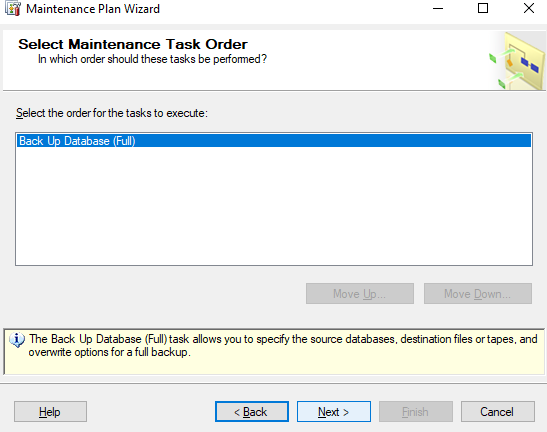 Maintenance Plan Wizard
Select Maintenance Task Order
In which order should these tasks be performed?
Select the order for the tasks to execute:
Back Up Database (Full)
Move Up...
Move Down...
The Back Up Database (Full) task allows you to specify the source databases, destination files or tapes, and
overwrite options for a full backup.
Help
< Back
Next >
Finish
Cancel